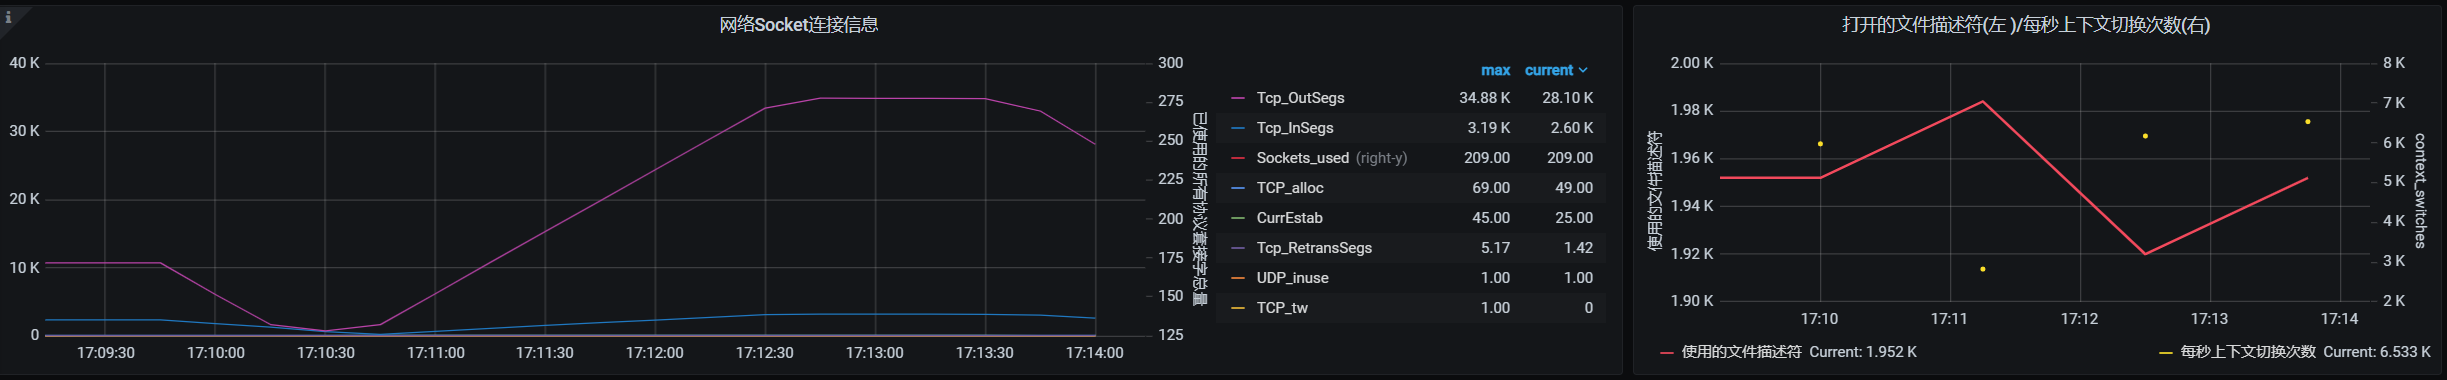 网络Socket连接信息
40 K
30 K
20 K
10 K
0
300
275
250
225
200
175
150
125
已使用的所有协议套接字总量
17:09:30 17:10:00 17:10:30 17:11:00 17:11:30 17:12:00 17:12:30 17:13:00 17:13:30 17:14:00
max current
Tcp_OutSegs 34.88 K 28.10 K
Tcp_InSegs 3.19 K 2.60 K
Sockets_used (right-y) 209.00 209.00
TCP_alloc 69.00 49.00
CurrEstab 45.00 25.00
Tcp_RetransSegs 5.17 1.42
UDP_inuse 1.00 1.00
TCP_tw 1.00 0
打开的文件描述符(左 )/每秒上下文切换次数(右)
使用的文件描述符
2.00 K
1.98 K
1.96 K
1.94 K
1.92 K
1.90 K
8 K
7 K
6 K
5 K
4 K
3 K
2 K
context_switches
17:10 17:11 17:12 17:13 17:14
使用的文件描述符 Current: 1.952 K
每秒上下文切换次数 Current: 6.533 K